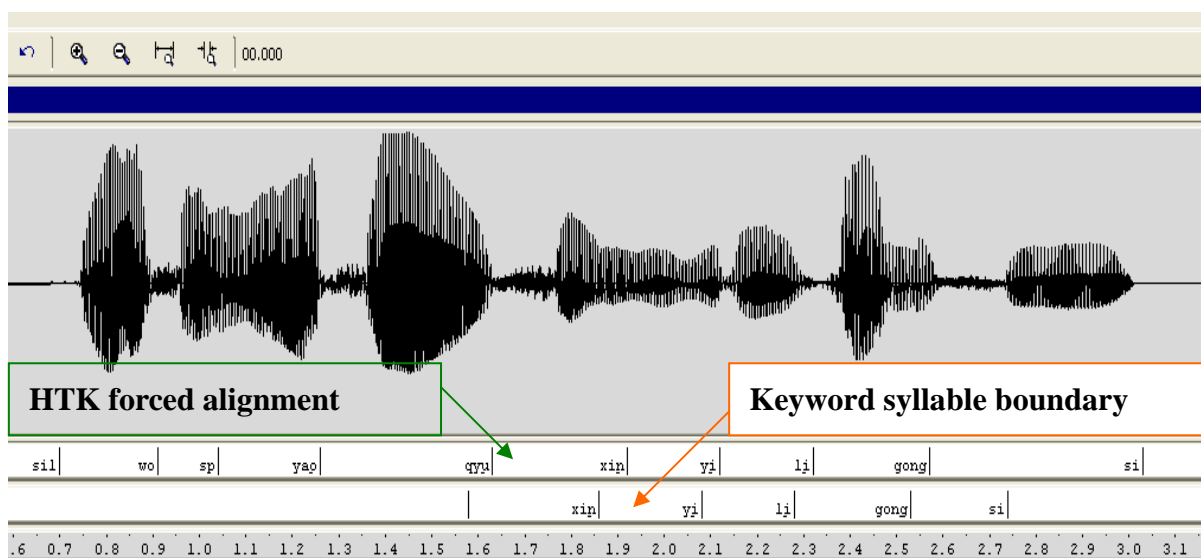 00.000
HTK forced alignment
Keyword syllable boundary
sil wo sp yao qyu xin yi li gong si
xin yi li gong si
.6 0.7 0.8 0.9 1.0 1.1 1.2 1.3 1.4 1.5 1.6 1.7 1.8 1.9 2.0 2.1 2.2 2.3 2.4 2.5 2.6 2.7 2.8 2.9 3.0 3.1